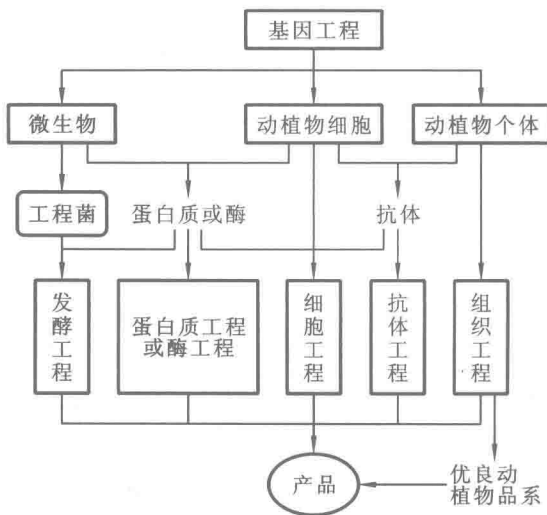 基因工程
微生物
动植物细胞
动植物个体
工程菌
蛋白质或酶
抗体
发酵工程
蛋白质工程
或酶工程
细胞工程
抗体工程
组织工程
产品
优良动
植物品系